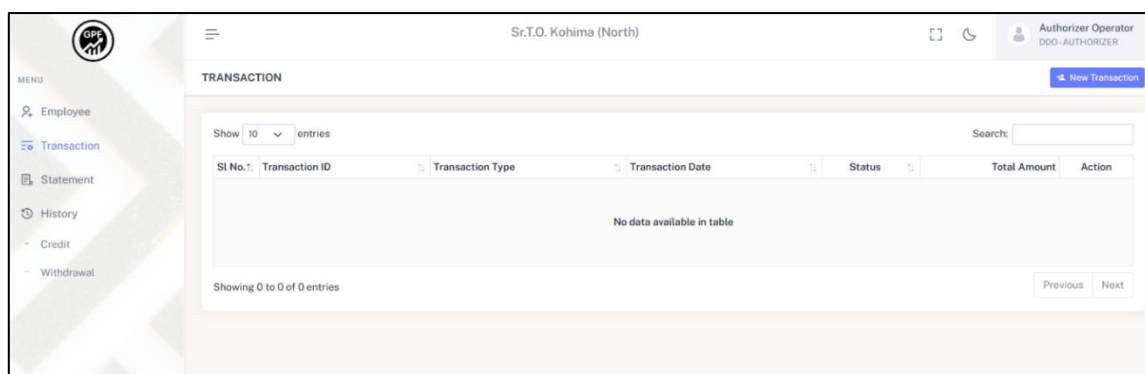 GPF
Sr.T.O. Kohima (North)
Authorizer Operator
DDO-AUTHORIZER
MENU
Employee
Transaction
Statement
History
- Credit
- Withdrawal
TRANSACTION
New Transaction
Show 10 entries
Search:
Sl No. Transaction ID Transaction Type Transaction Date Status Total Amount Action
No data available in table
Showing 0 to 0 of 0 entries
Previous Next